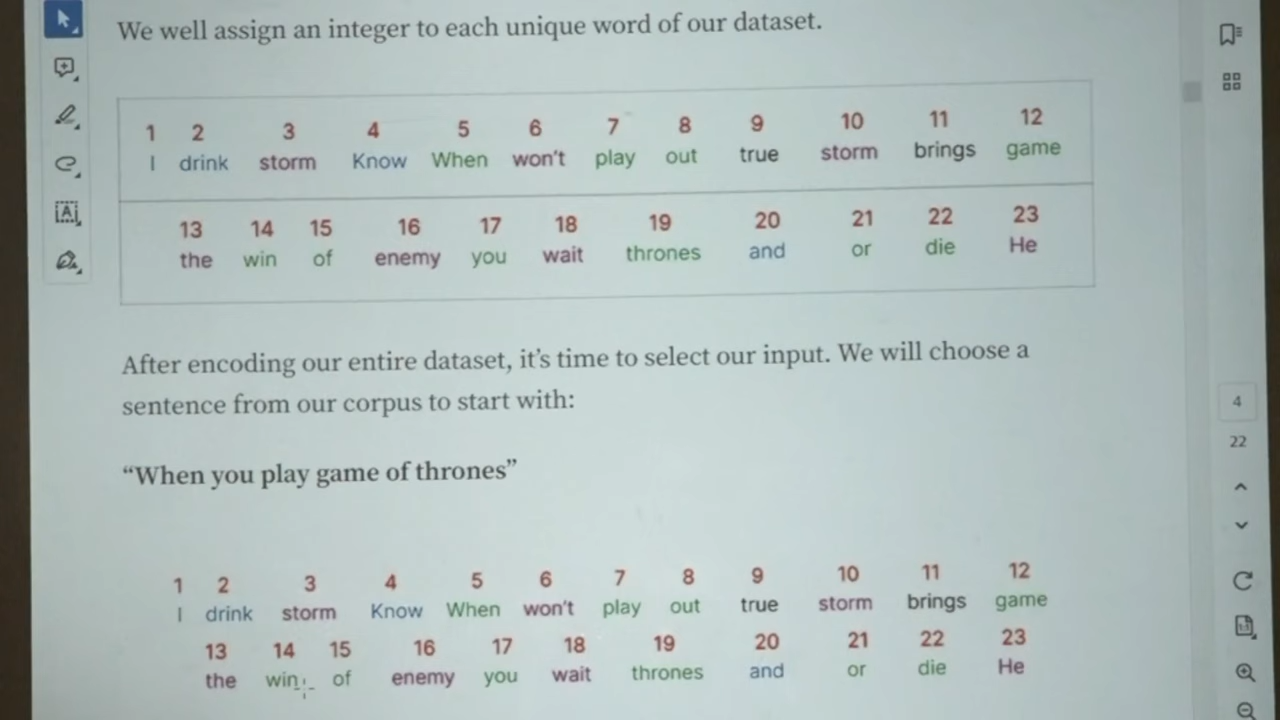 We well assign an integer to each unique word of our dataset.
1 2 3 4 5 6 7 8 9 10 11 12
I drink storm Know When won't play out true storm brings game
13 14 15 16 17 18 19 20 21 22 23
the win of enemy you wait thrones and or die He
After encoding our entire dataset, it's time to select our input. We will choose a
sentence from our corpus to start with:
“When you play game of thrones”
1 2 3 4 5 6 7 8 9 10 11 12
I drink storm Know When won't play out true storm brings game
13 14 15 16 17 18 19 20 21 22 23
the win of enemy you wait thrones and or die He
4
22